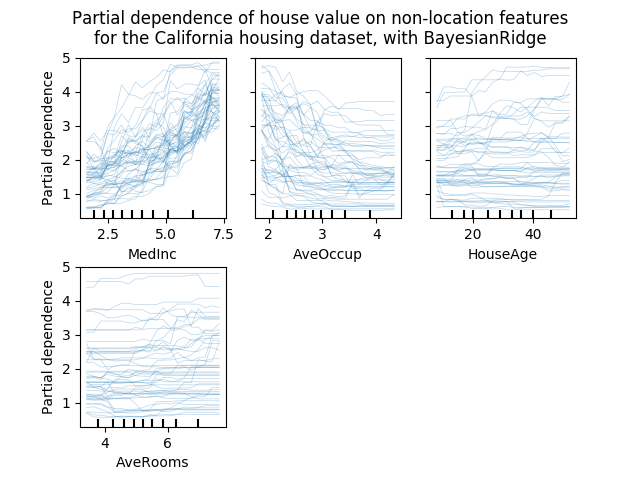 Partial dependence of house value on non-location features
for the California housing dataset, with BayesianRidge
5
4
3
2
1
Partial dependence
2.5 5.0 7.5
MedInc
2 3 4
AveOccup
20 40
HouseAge
5
4
3
2
1
Partial dependence
4 6
AveRooms